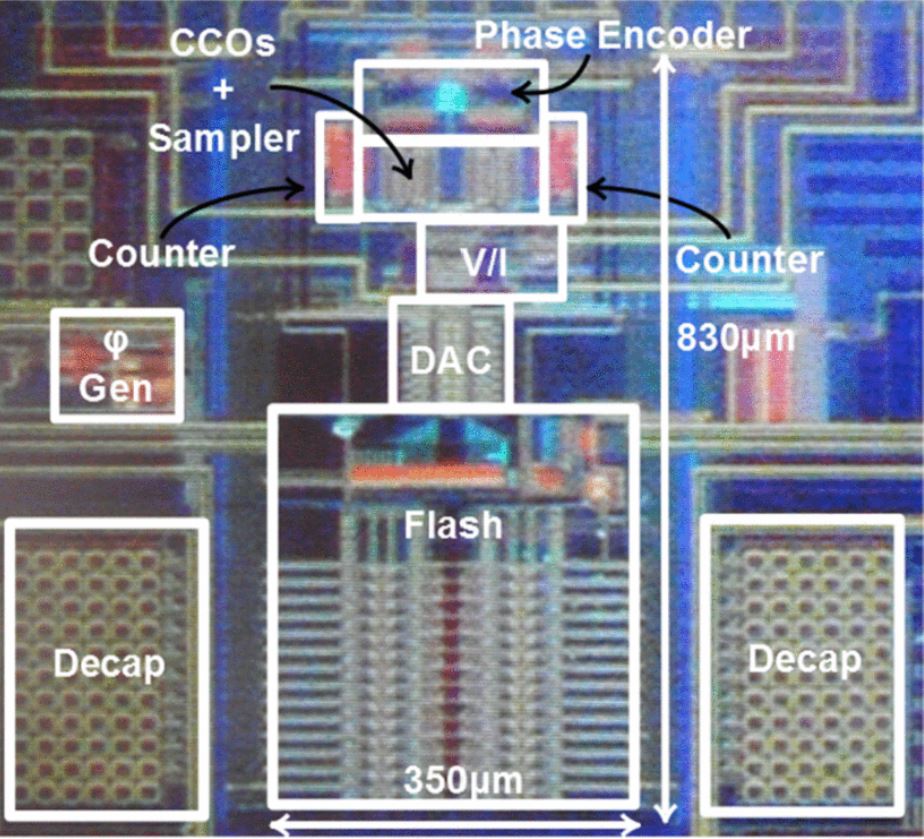 CCOs
+
Sampler
Phase Encoder
Counter
V/I
Counter
φ
Gen
DAC
830µm
Flash
Decap
Decap
350µm